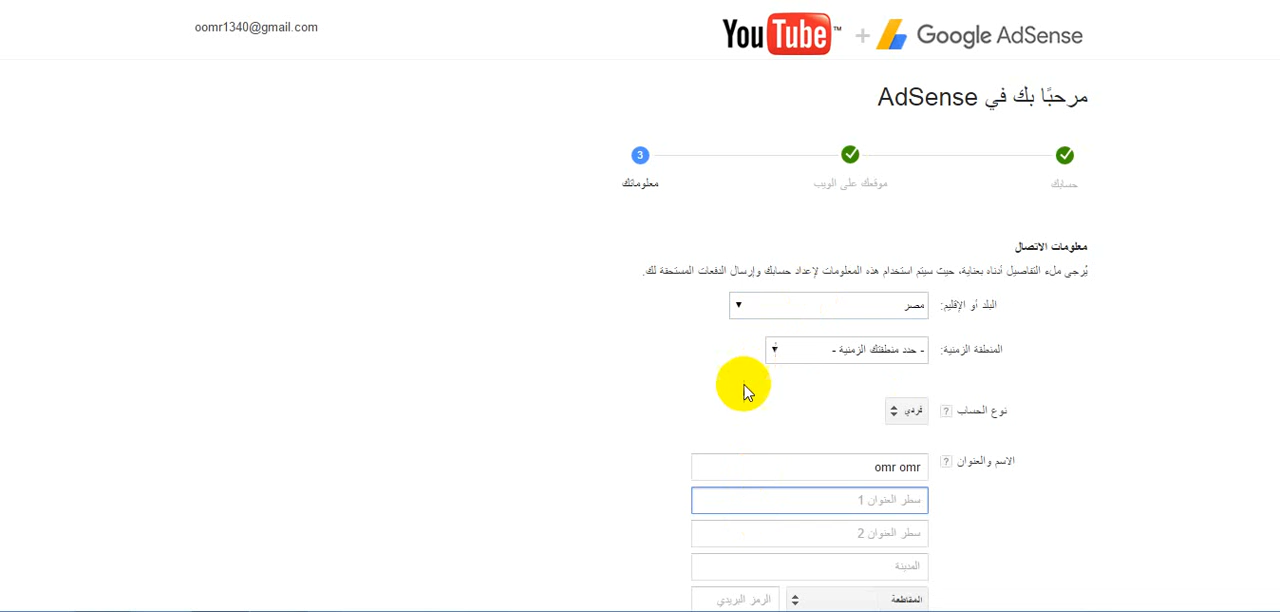 oomr1340@gmail.com
YouTube™ + Google AdSense
مرحبًا بك في AdSense
3
حسابك
موقعك على الويب
معلوماتك
معلومات الاتصال
يُرجى ملء التفاصيل أدناه بعناية، حيث سيتم استخدام هذه المعلومات لإعداد حسابك وإرسال الدفعات المستحقة لك.
البلد أو الإقليم: مصر
المنطقة الزمنية: - حدد منطقتك الزمنية -
نوع الحساب ? فردي
الاسم والعنوان ? omr omr
سطر العنوان 1
سطر العنوان 2
المدينة
المقاطعة الرمز البريدي